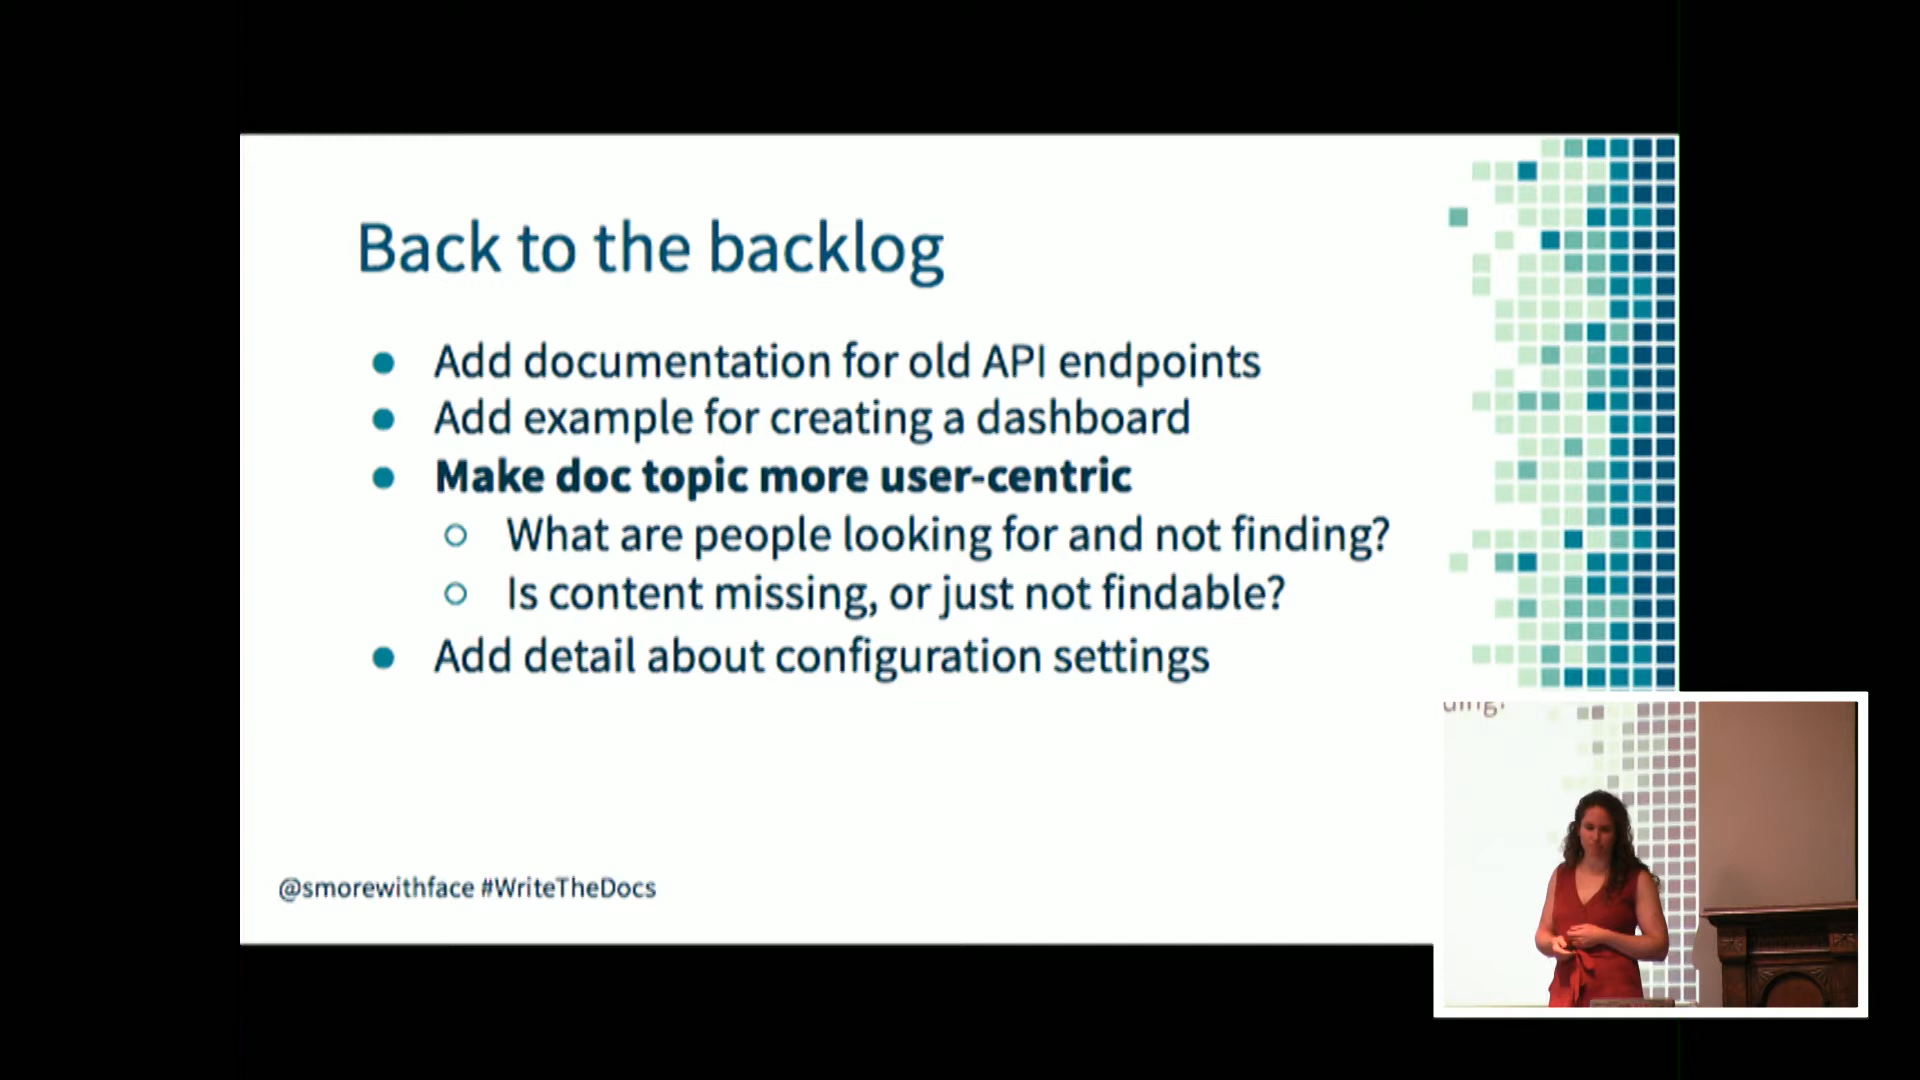 Back to the backlog
Add documentation for old API endpoints
Add example for creating a dashboard
Make doc topic more user-centric
What are people looking for and not finding?
Is content missing, or just not findable?
Add detail about configuration settings
@smorewithface #WriteTheDocs